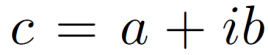 c = a + ib